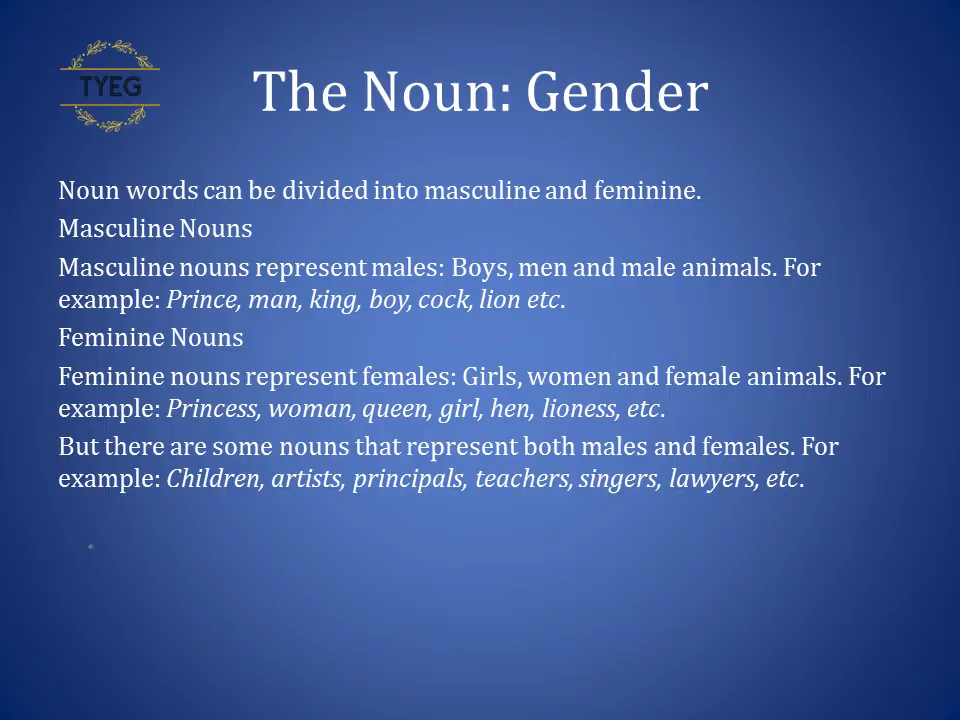 TYEG
The Noun: Gender
Noun words can be divided into masculine and feminine.
Masculine Nouns
Masculine nouns represent males: Boys, men and male animals. For
example: Prince, man, king, boy, cock, lion etc.
Feminine Nouns
Feminine nouns represent females: Girls, women and female animals. For
example: Princess, woman, queen, girl, hen, lioness, etc.
But there are some nouns that represent both males and females. For
example: Children, artists, principals, teachers, singers, lawyers, etc.